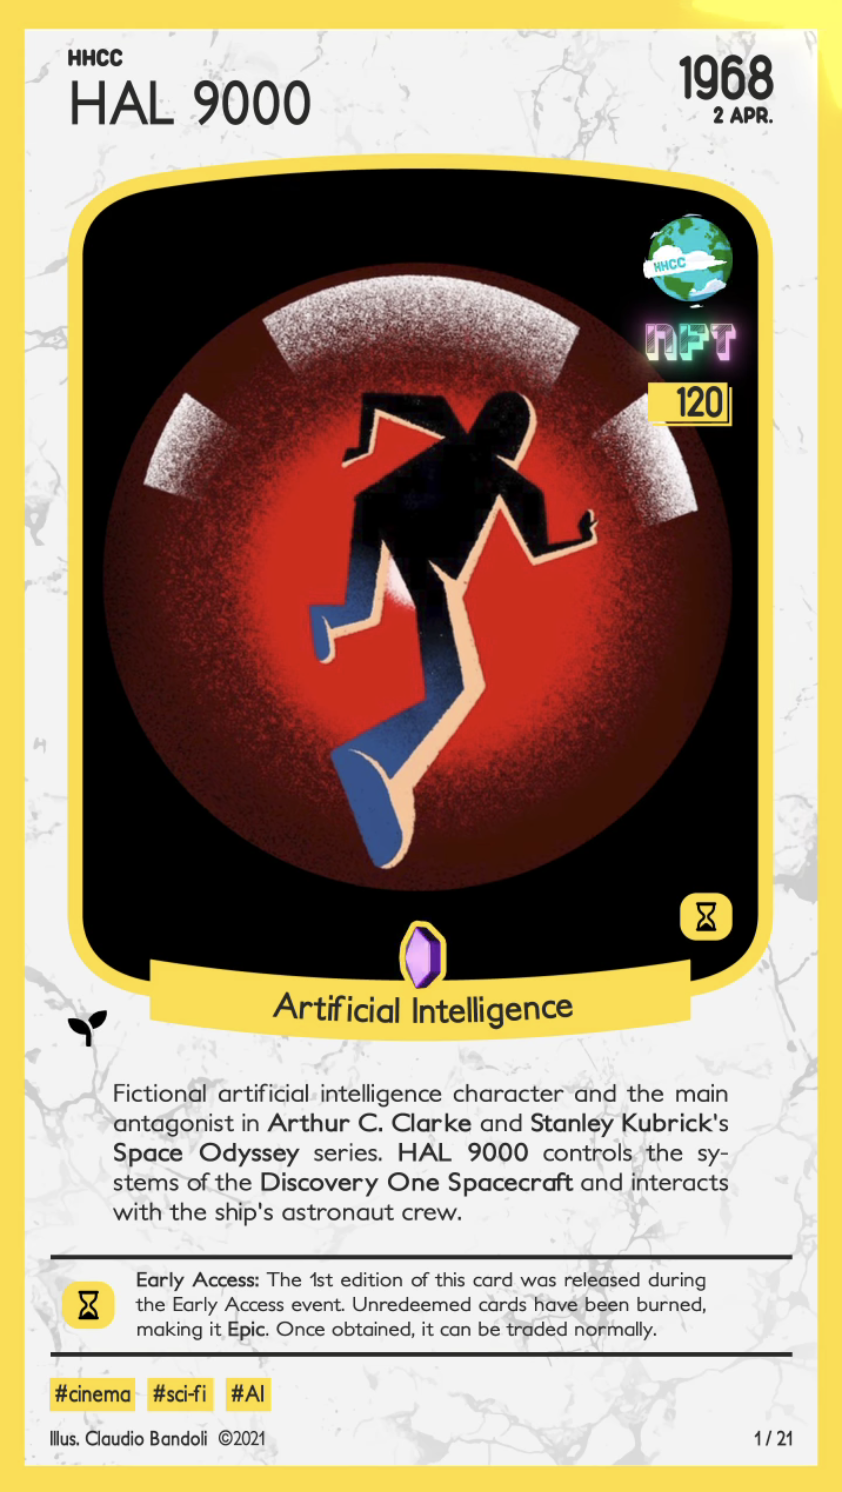 HHCC
HAL 9000
1968
2 APR.
HHCC
NFT
120
Artificial Intelligence
Fictional artificial intelligence character and the main
antagonist in Arthur C. Clarke and Stanley Kubrick's
Space Odyssey series. HAL 9000 controls the sy-
stems of the Discovery One Spacecraft and interacts
with the ship's astronaut crew.
Early Access: The 1st edition of this card was released during
the Early Access event. Unredeemed cards have been burned,
making it Epic. Once obtained, it can be traded normally.
#cinema #sci-fi #AI
Illus. Claudio Bandoli ©2021
1 / 21